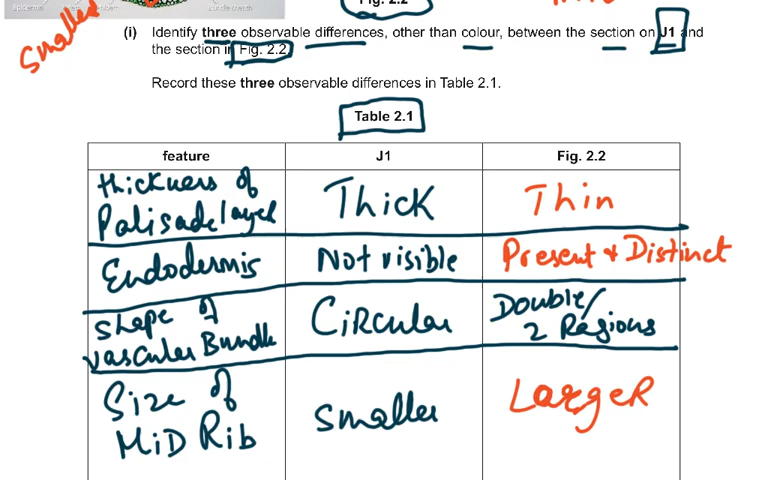 Fig. 2.2
Epidermis
Smaller
(i) Identify three observable differences, other than colour, between the section on J1 and
the section in Fig. 2.2.
Record these three observable differences in Table 2.1.
Table 2.1
feature J1 Fig. 2.2
thickness of
Palisade layer Thick Thin
Endodermis Not visible Present & Distinct
Shape of
vascular Bundle Circular Double/
2 Regions
Size of
MiD Rib Smaller Larger